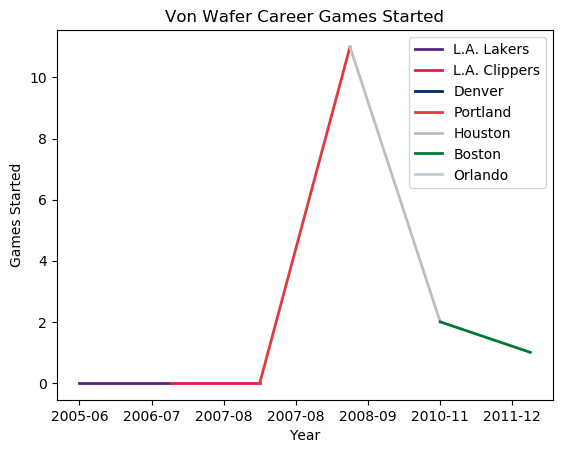 Von Wafer Career Games Started
L.A. Lakers
L.A. Clippers
Denver
Portland
Houston
Boston
Orlando
Games Started
10
8
6
4
2
0
2005-06 2006-07 2007-08 2007-08 2008-09 2010-11 2011-12
Year